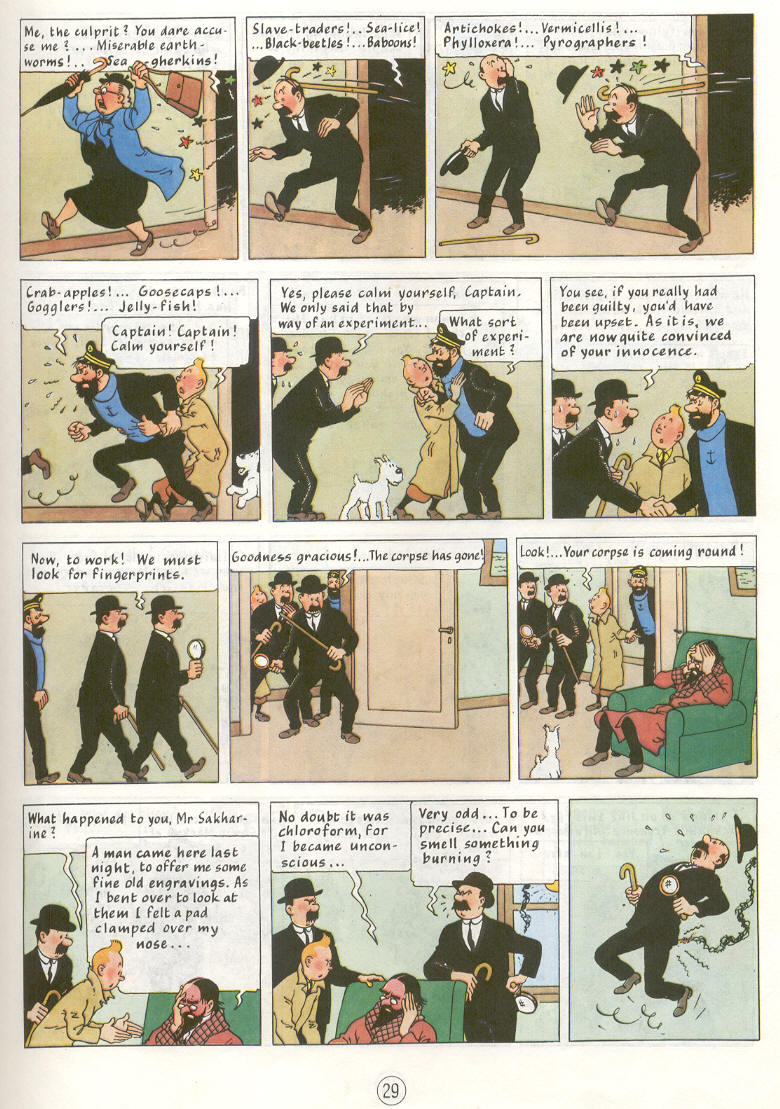 Me, the culprit? You dare accu-
se me? ... Miserable earth-
worms!.. Sea gherkins!
Slave-traders!.. Sea-lice!
...Black-beetles!...Baboons!
Artichokes!...Vermicellis!...
Phylloxera!... Pyrographers!
Crab-apples!... Goosecaps!...
Gogglers!... Jelly-fish!
Captain! Captain!
Calm yourself!
Yes, please calm yourself, Captain.
We only said that by
way of an experiment...
What sort
of experi-
ment?
You see, if you really had
been guilty, you'd have
been upset. As it is, we
are now quite convinced
of your innocence.
Now, to work! We must
look for fingerprints.
Goodness gracious!...The corpse has gone!
Look!...Your corpse is coming round!
What happened to you, Mr Sakhar-
ine?
A man came here last
night, to offer me some
fine old engravings. As
I bent over to look at
them I felt a pad
clamped over my
nose...
No doubt it was
chloroform, for
I became uncon-
scious...
Very odd... To be
precise... Can you
smell something
burning?
29